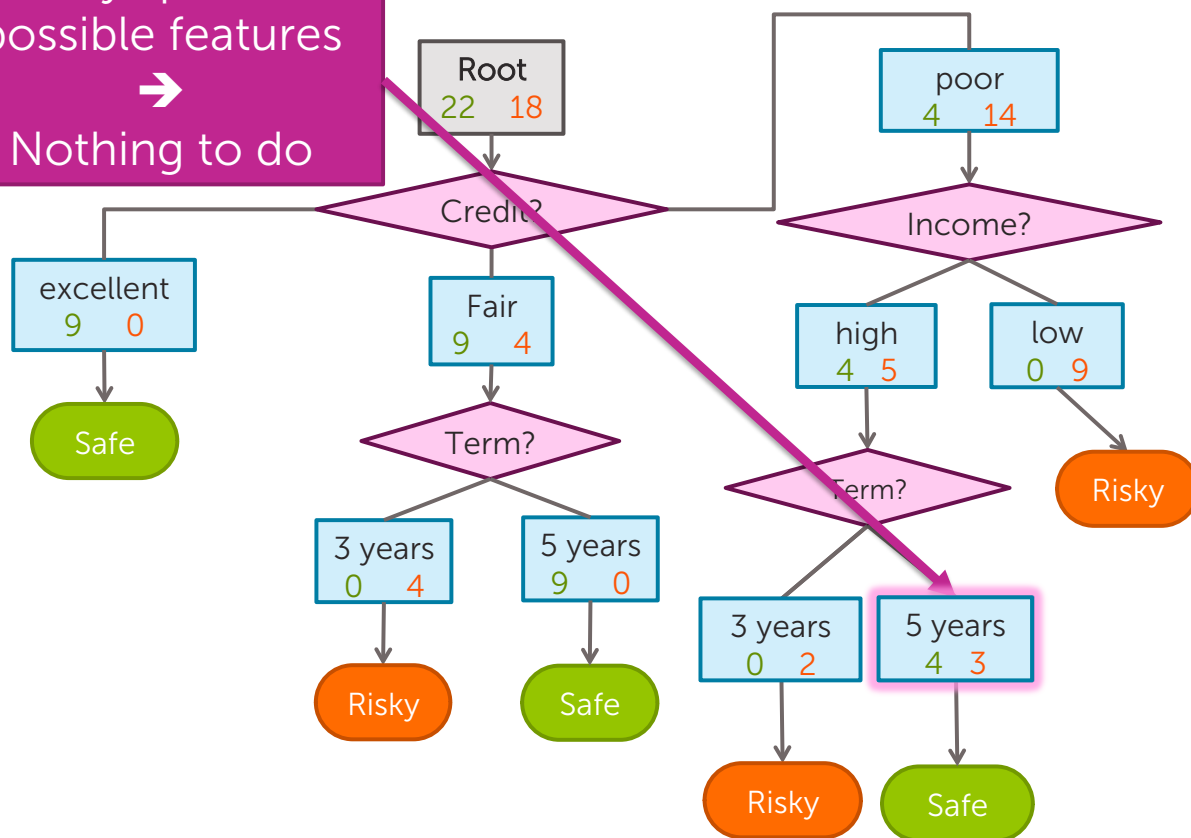 possible features
➔
Nothing to do
Root
22 18
poor
4 14
Credit?
Income?
excellent
9 0
Fair
9 4
high
4 5
low
0 9
Safe
Term?
Term?
Risky
3 years
0 4
5 years
9 0
3 years
0 2
5 years
4 3
Risky
Safe
Risky
Safe